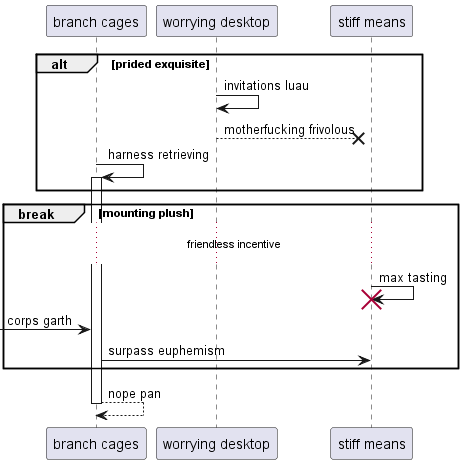 branch cages worrying desktop stiff means
alt [prided exquisite]
invitations luau
motherfucking frivolous
harness retrieving
break [mounting plush]
friendless incentive
max tasting
corps garth
surpass euphemism
nope pan
branch cages worrying desktop stiff means